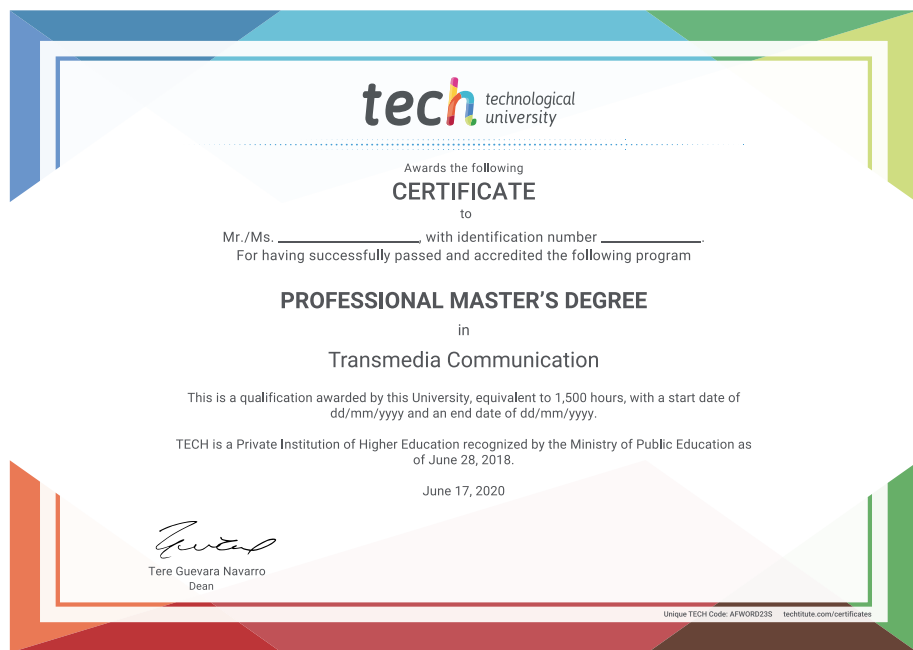 tech technological
university
Awards the following
CERTIFICATE
to
Mr./Ms. ________________, with identification number ____________.
For having successfully passed and accredited the following program
PROFESSIONAL MASTER’S DEGREE
in
Transmedia Communication
This is a qualification awarded by this University, equivalent to 1,500 hours, with a start date of
dd/mm/yyyy and an end date of dd/mm/yyyy.
TECH is a Private Institution of Higher Education recognized by the Ministry of Public Education as
of June 28, 2018.
June 17, 2020
Tere Guevara Navarro
Dean
Unique TECH Code: AFWORD23S techtitute.com/certificates